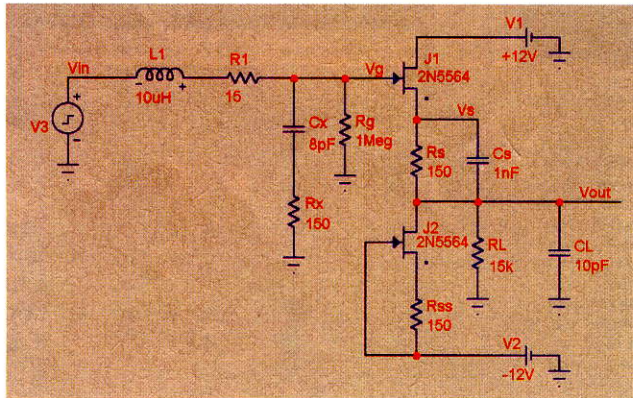 V1
+12V
L1
10uH
R1
15
Vin
Vg
J1
2N5564
V3
Cx
8pF
Rg
1Meg
Vs
Rs
150
Cs
1nF
Vout
Rx
150
J2
2N5564
RL
15k
CL
10pF
Rss
150
V2
-12V